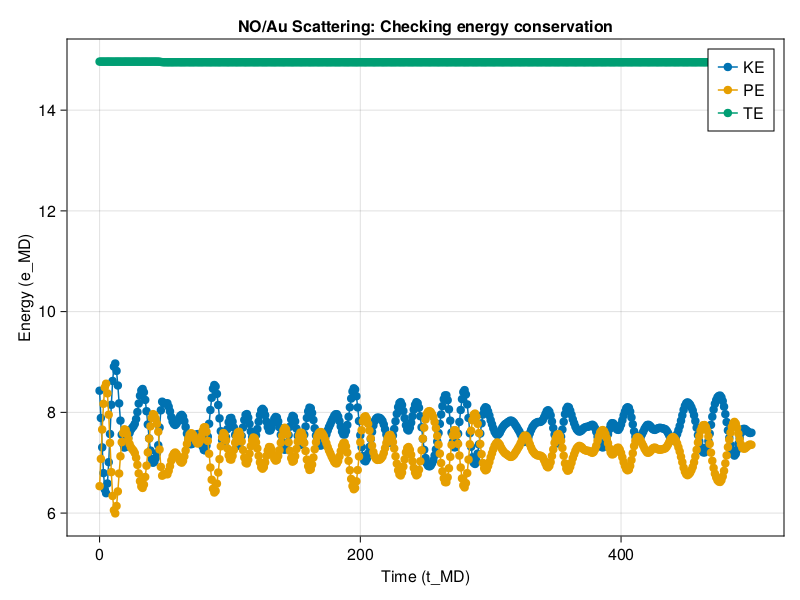 NO/Au Scattering: Checking energy conservation
KE
PE
TE
14
12
10
8
6
Energy (e_MD)
0
200
400
Time (t_MD)